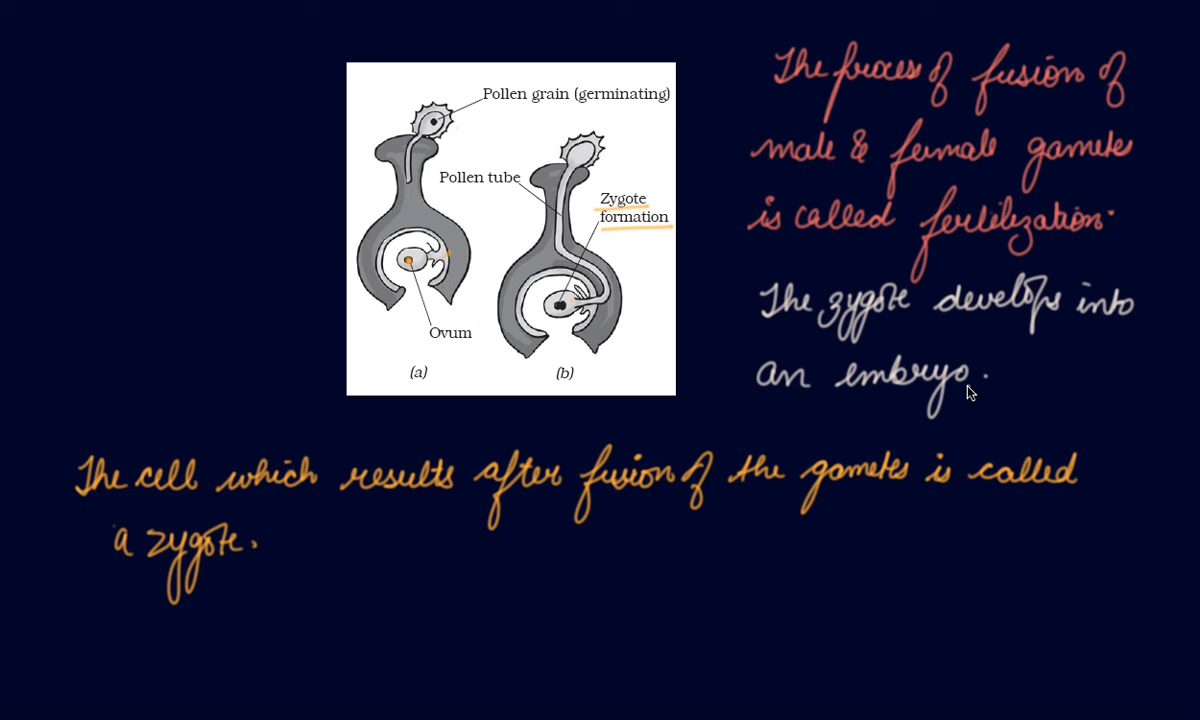 Pollen grain (germinating)
Pollen tube
Zygote
formation
Ovum
(a)
(b)
The process of fusion of
male & female gametes
is called fertilization.
The zygote develops into
an embryo.
The cell which results after fusion of the gametes is called
a zygote.